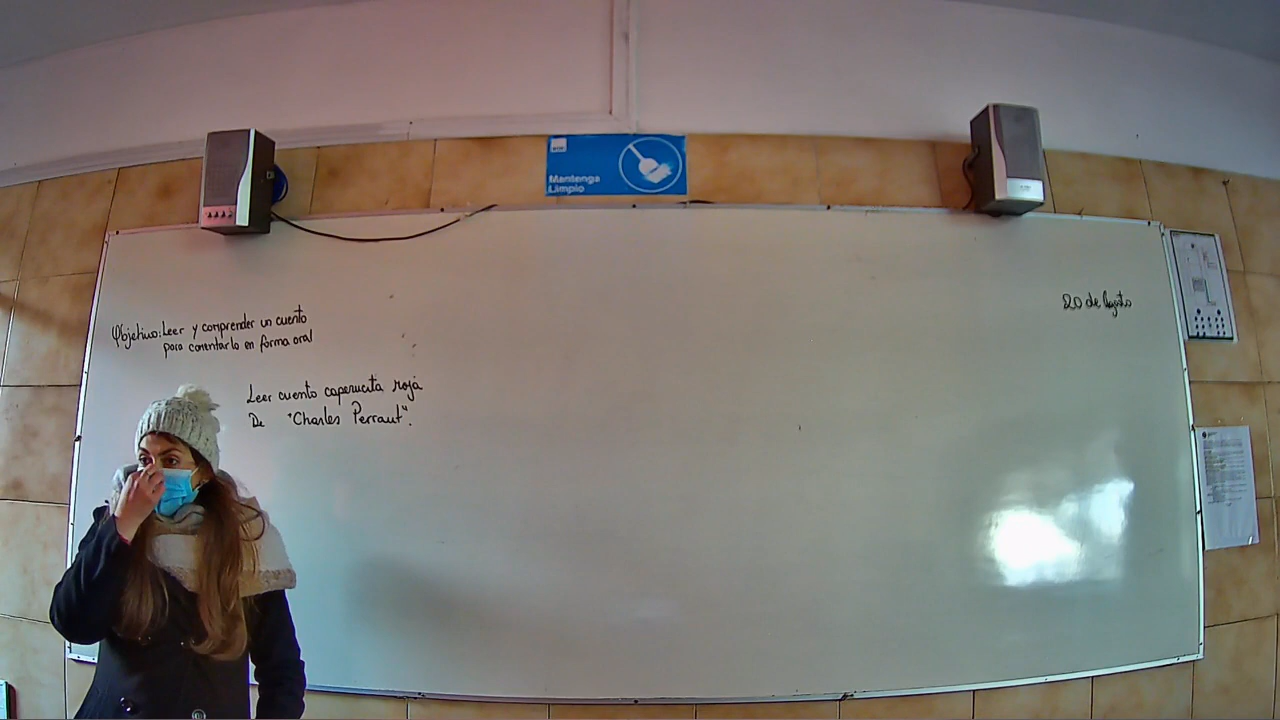 Mantenga
Limpio
20 de Agosto
Objetivo: Leer y comprender un cuento
para comentarlo en forma oral
Leer cuento caperucita roja
De "Charles Perraut".